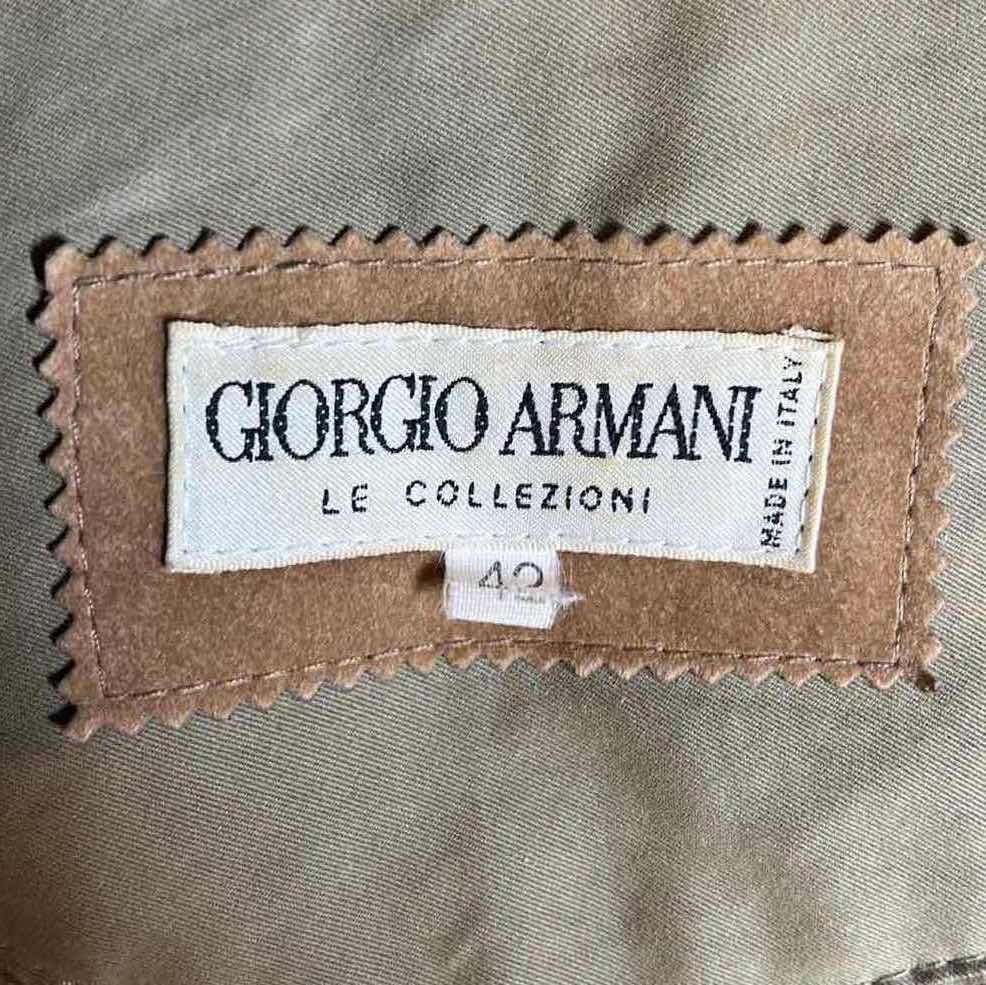 GIORGIO ARMANI
LE COLLEZIONI
MADE IN ITALY
42